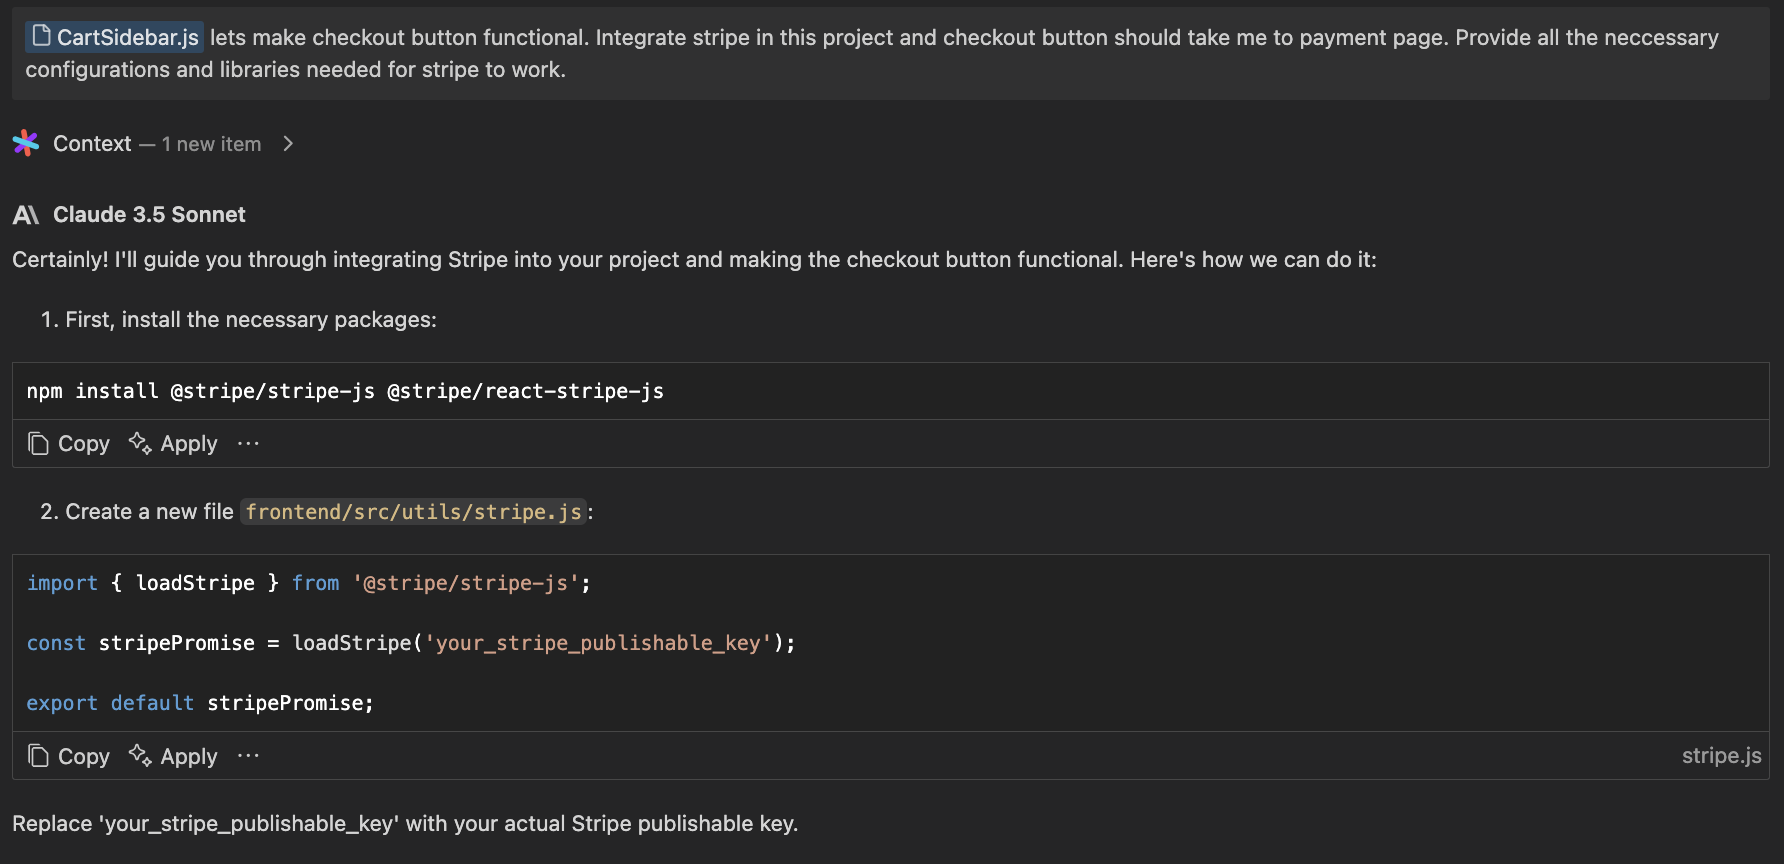 CartSidebar.js lets make checkout button functional. Integrate stripe in this project and checkout button should take me to payment page. Provide all the neccessary
configurations and libraries needed for stripe to work.
Context — 1 new item
Claude 3.5 Sonnet
Certainly! I'll guide you through integrating Stripe into your project and making the checkout button functional. Here's how we can do it:
1. First, install the necessary packages:
npm install @stripe/stripe-js @stripe/react-stripe-js
Copy Apply ...
2. Create a new file frontend/src/utils/stripe.js:
import { loadStripe } from '@stripe/stripe-js';
const stripePromise = loadStripe('your_stripe_publishable_key');
export default stripePromise;
Copy Apply ... stripe.js
Replace 'your_stripe_publishable_key' with your actual Stripe publishable key.